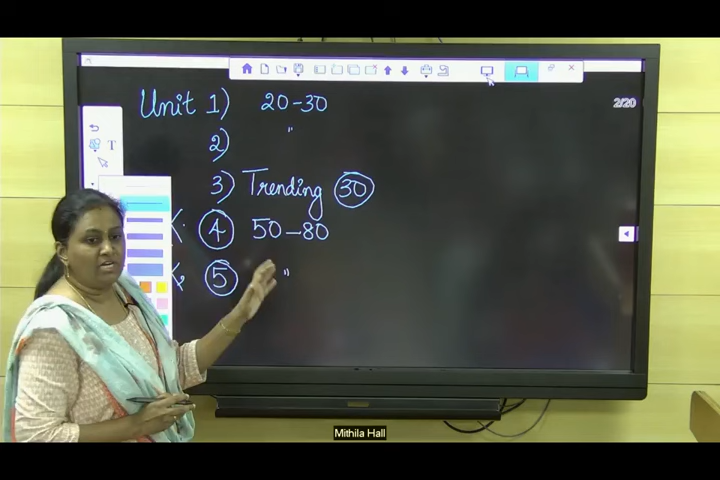 Unit 1) 20-30
2) "
3) Trending 30
4 50-80
5 "
2/20
T
Mithila Hall